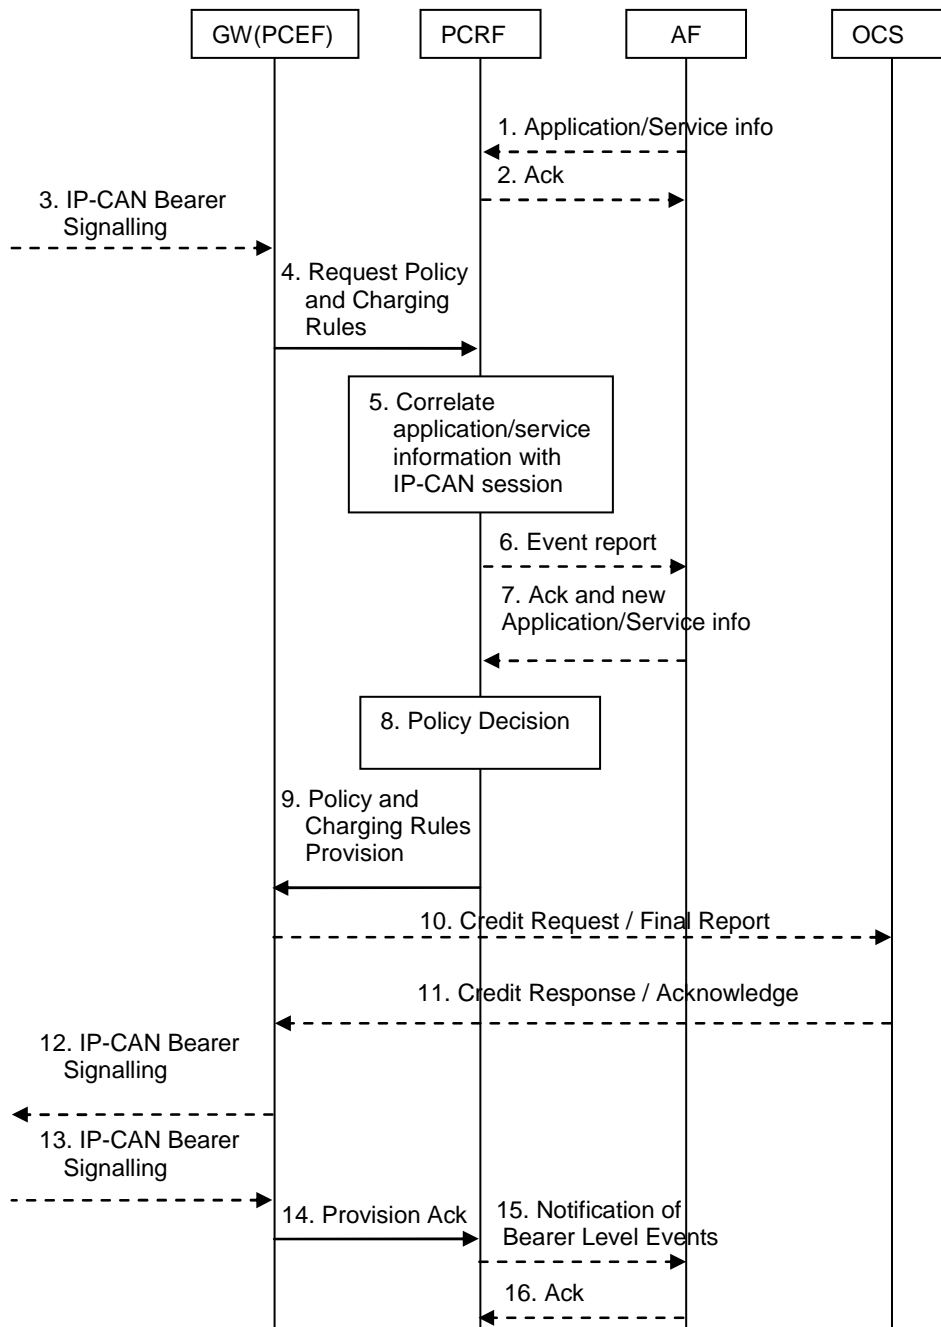 GW(PCEF)
PCRF
AF
OCS
1. Application/Service info
2. Ack
3. IP-CAN Bearer
Signalling
4. Request Policy
and Charging
Rules
5. Correlate
application/service
information with
IP-CAN session
6. Event report
7. Ack and new
Application/Service info
8. Policy Decision
9. Policy and
Charging Rules
Provision
10. Credit Request / Final Report
11. Credit Response / Acknowledge
12. IP-CAN Bearer
Signalling
13. IP-CAN Bearer
Signalling
14. Provision Ack
15. Notification of
Bearer Level Events
16. Ack